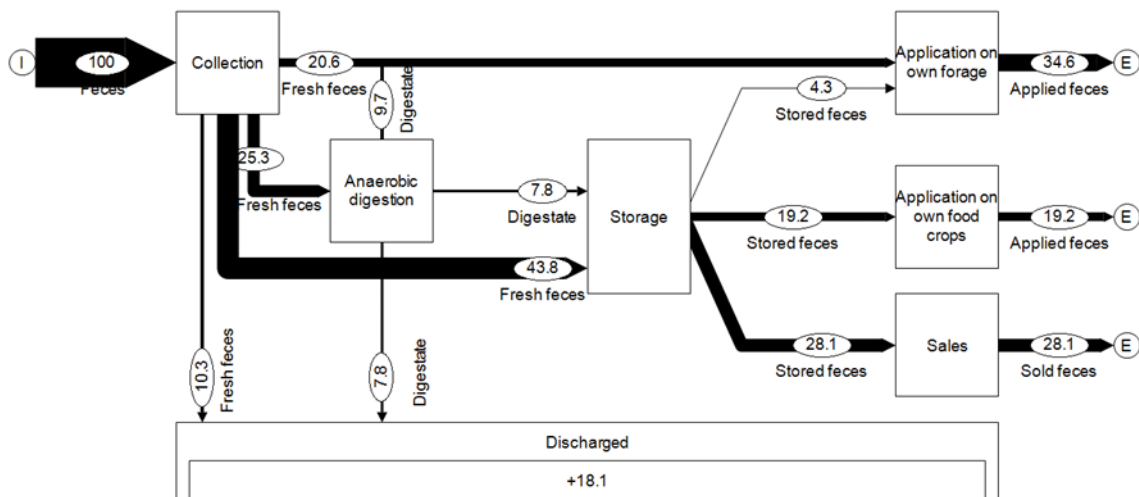 I
100
Feces
Collection
20.6
Fresh feces
9.7
Digestate
Application on
own forage
34.6
Applied feces
E
4.3
Stored feces
25.3
Fresh feces
Anaerobic
digestion
7.8
Digestate
Storage
43.8
Fresh feces
19.2
Stored feces
Application on
own food
crops
19.2
Applied feces
E
28.1
Stored feces
Sales
28.1
Sold feces
E
10.3
Fresh feces
7.8
Digestate
Discharged
+18.1